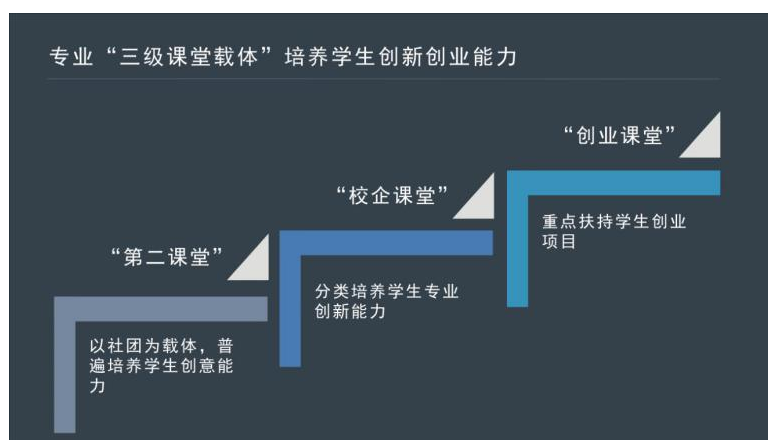 专业“三级课堂载体”培养学生创新创业能力
“创业课堂”
重点扶持学生创业
项目
“校企课堂”
分类培养学生专业
创新能力
“第二课堂”
以社团为载体，普
遍培养学生创意能
力